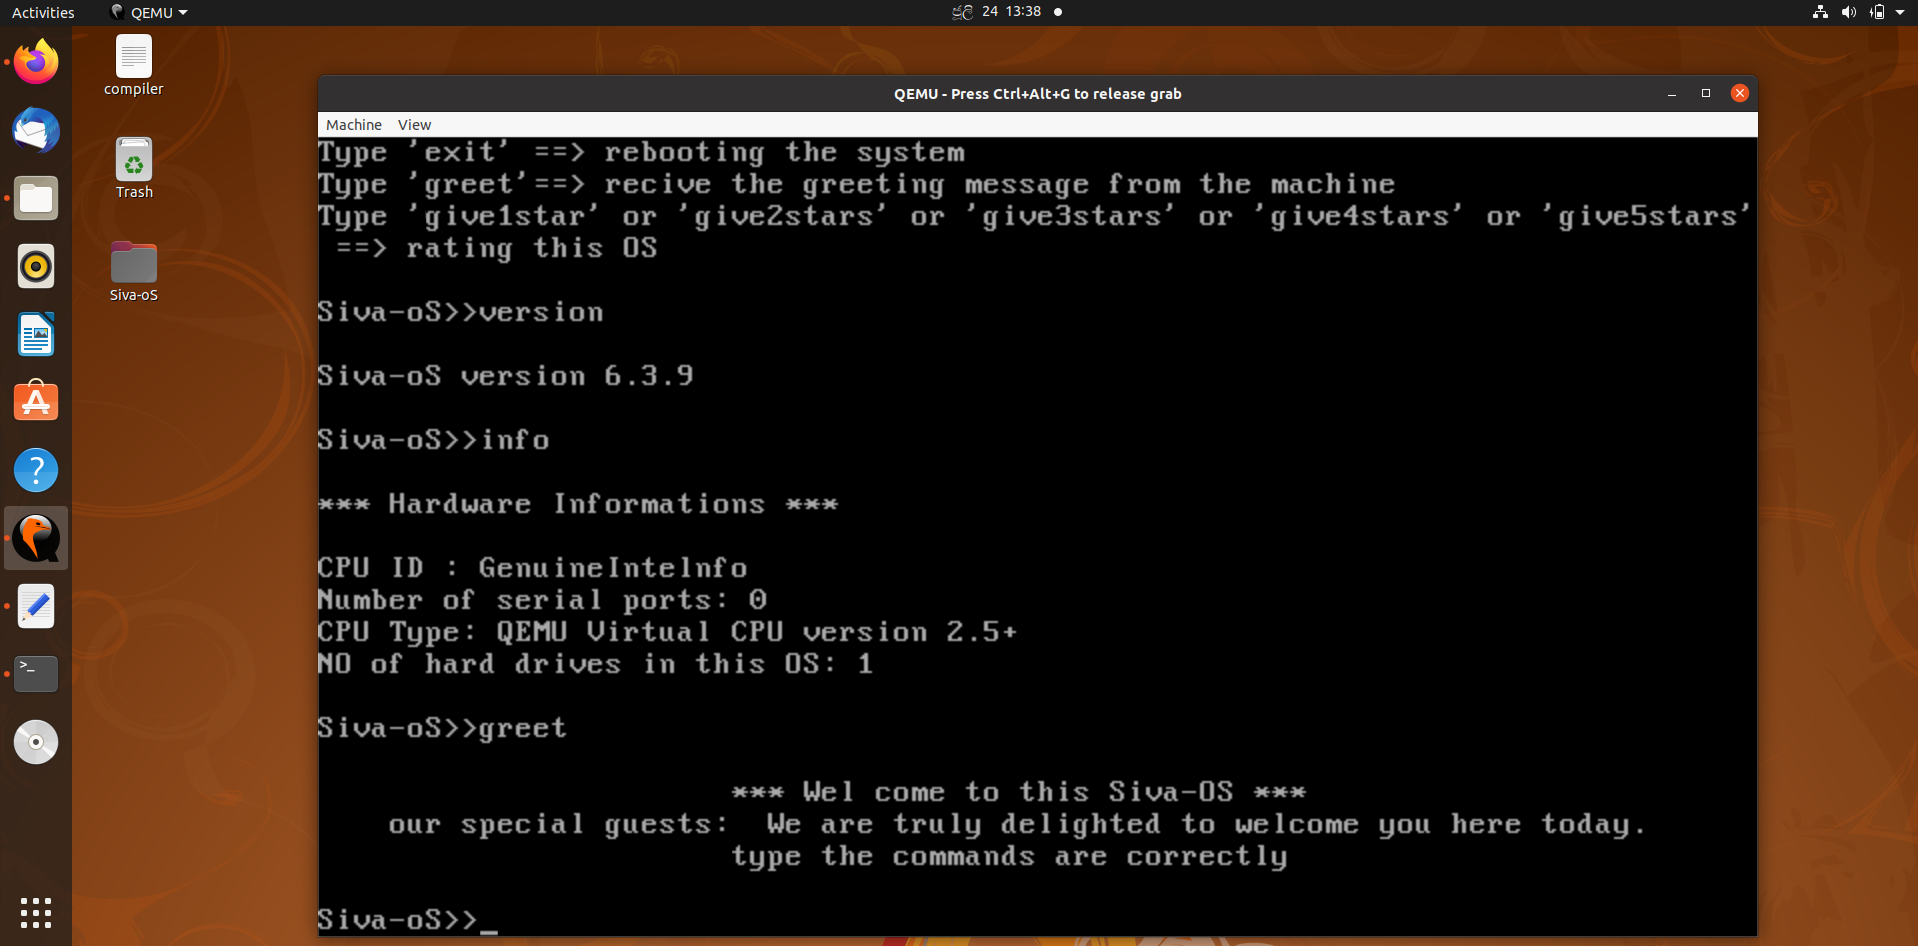 Activities
QEMU
ජූලි 24 13:38
compiler
Trash
Siva-oS
QEMU - Press Ctrl+Alt+G to release grab
Machine View
Type 'exit' ==> rebooting the system
Type 'greet'==> recive the greeting message from the machine
Type 'give1star' or 'give2stars' or 'give3stars' or 'give4stars' or 'give5stars'
==> rating this OS
Siva-oS>>version
Siva-oS version 6.3.9
Siva-oS>>info
*** Hardware Informations ***
CPU ID : GenuineIntelnfo
Number of serial ports: 0
CPU Type: QEMU Virtual CPU version 2.5+
NO of hard drives in this OS: 1
Siva-oS>>greet
*** Wel come to this Siva-OS ***
our special guests:  We are truly delighted to welcome you here today.
type the commands are correctly
Siva-oS>>_